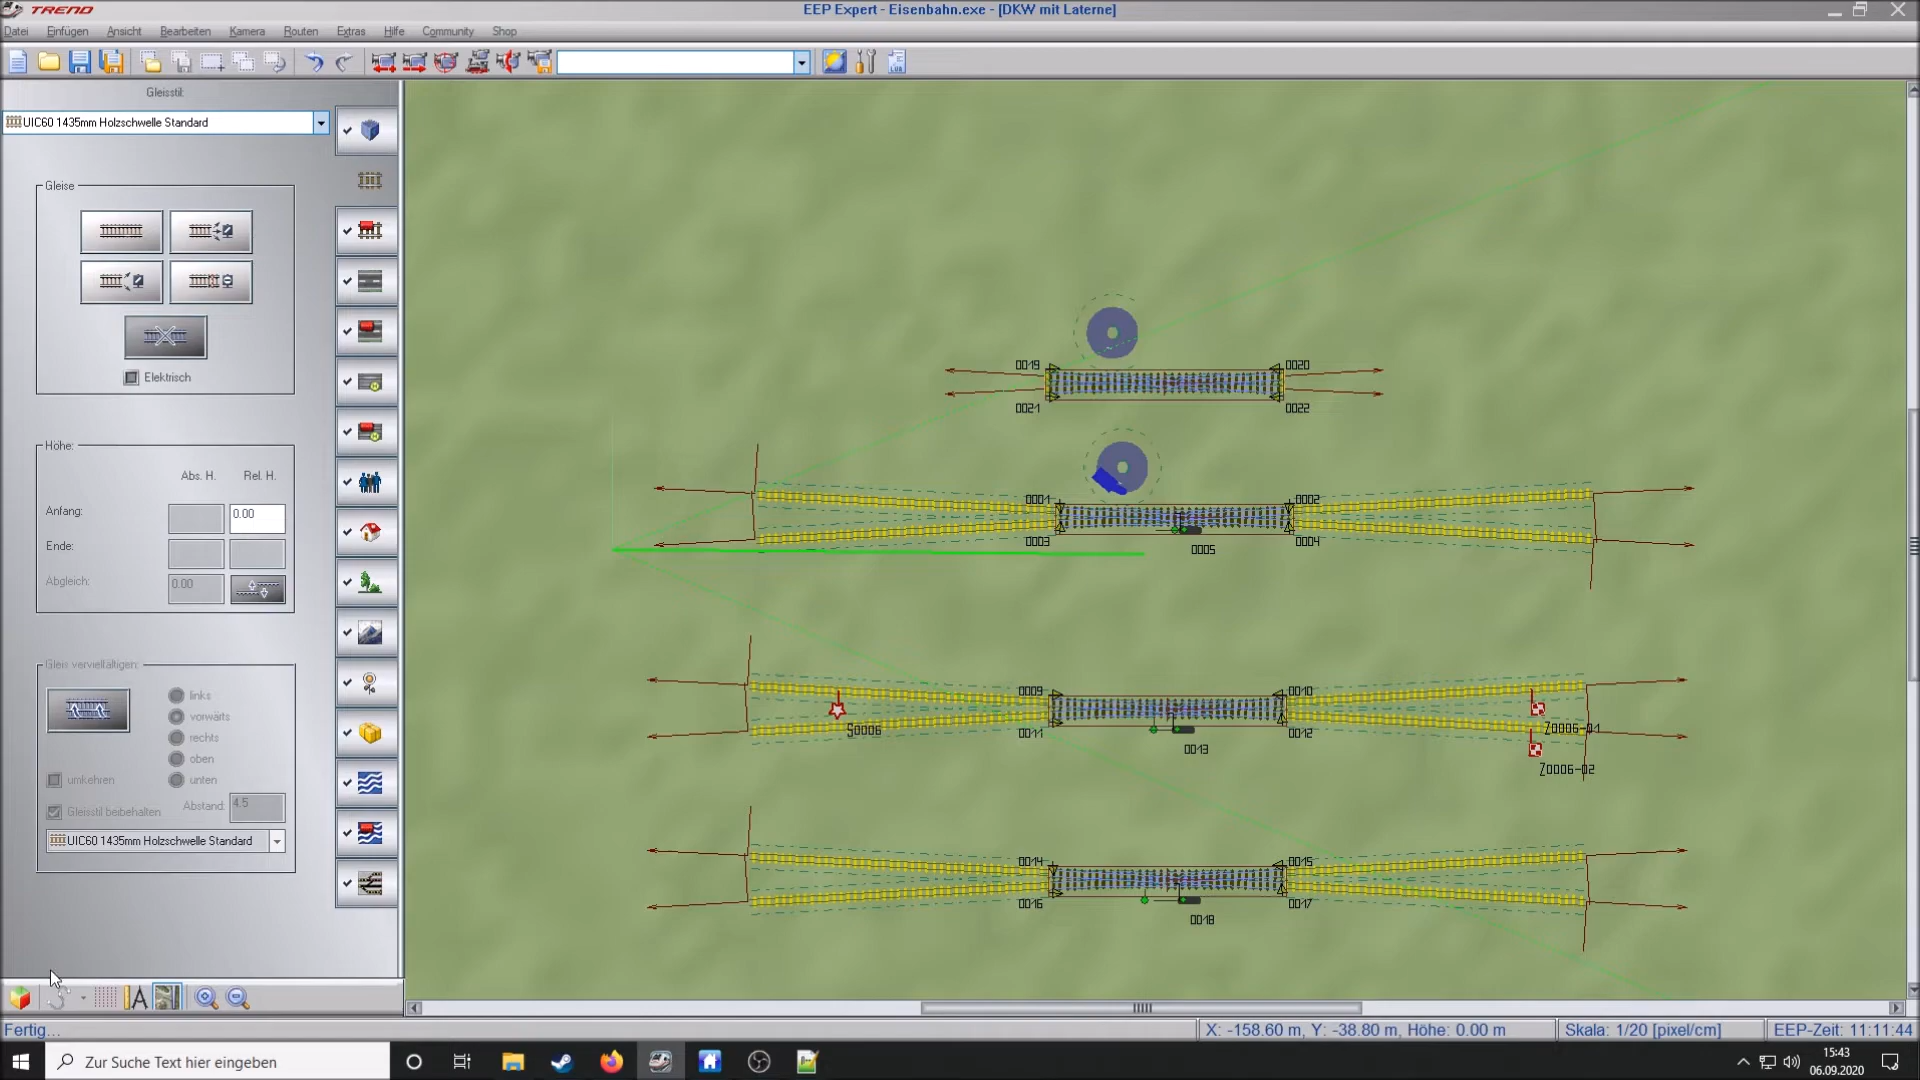 TREND
EEP Expert - Eisenbahn.exe - [DKW mit Laterne]
Datei Einfügen Ansicht Bearbeiten Kamera Routen Extras Hilfe Community Shop
LUA
Gleisstil:
UIC60 1435mm Holzschwelle Standard
Gleise
Elektrisch
Höhe:
Abs. H. Rel. H.
Anfang: 0.00
Ende:
Abgleich: 0.00
Gleis vervielfältigen:
links
vorwärts
rechts
oben
umkehren unten
Gleisstil beibehalten Abstand: 4.5
UIC60 1435mm Holzschwelle Standard
0019 0020
0021 0022
0001 0002
0003 0005 0004
0009 0010
S0006 0011 0013 0012 Z0006-01
Z0006-02
0014 0015
0016 0018 0017
Fertig... X: -158.60 m, Y: -38.80 m, Höhe: 0.00 m Skala: 1/20 [pixel/cm] EEP-Zeit: 11:11:44
Zur Suche Text hier eingeben
15:43
06.09.2020